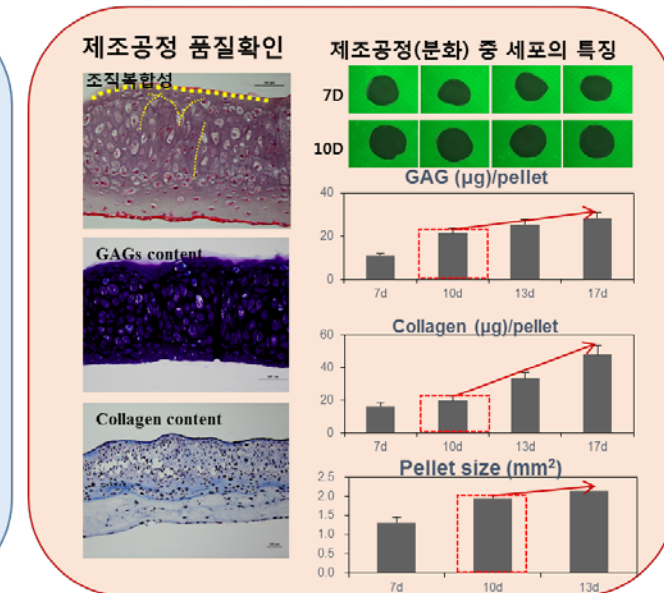 제조공정 품질확인
조직복합성
GAGs content
Collagen content
제조공정(분화) 중 세포의 특징
7D
10D
GAG (μg)/pellet
40
20
0
7d 10d 13d 17d
Collagen (μg)/pellet
60
40
20
0
7d 10d 13d 17d
Pellet size (mm²)
2.5
2.0
1.5
1.0
0.5
0.0
7d 10d 13d